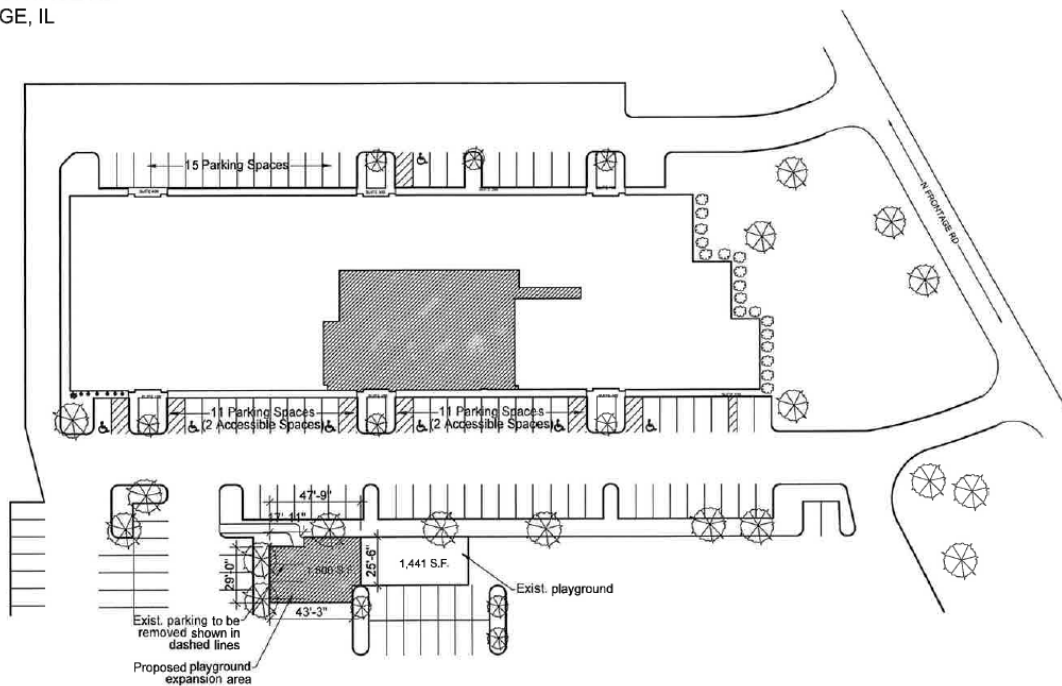 GE, IL
15 Parking Spaces
N FRONTAGE RD
11 Parking Spaces
(2 Accessible Spaces)
11 Parking Spaces
(2 Accessible Spaces)
47'-9"
17'-11"
29'-0"
25'-6"
1,441 S.F.
Exist. playground
43'-3"
Exist. parking to be
removed shown in
dashed lines
Proposed playground
expansion area